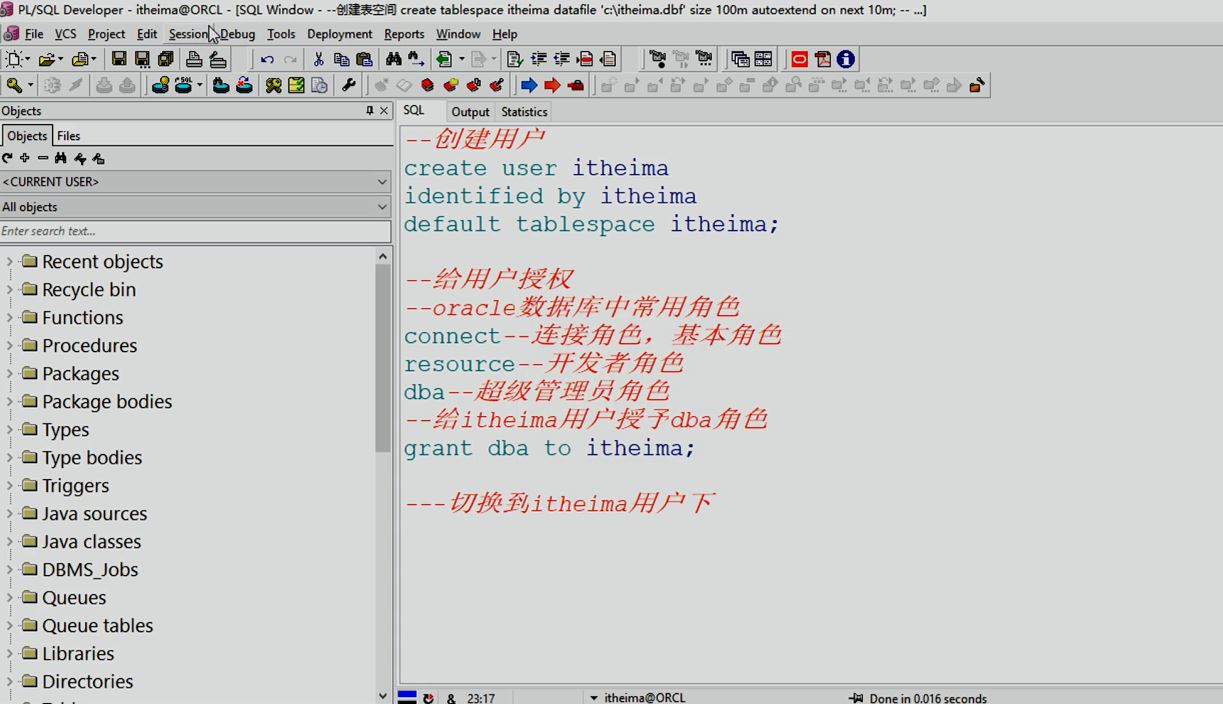 PL/SQL Developer - itheima@ORCL - [SQL Window - --创建表空间 create tablespace itheima datafile 'c:\itheima.dbf' size 100m autoextend on next 10m; -- ...]
File VCS Project Edit Session Debug Tools Deployment Reports Window Help
Objects
Objects Files
<CURRENT USER>
All objects
Enter search text...
Recent objects
Recycle bin
Functions
Procedures
Packages
Package bodies
Types
Type bodies
Triggers
Java sources
Java classes
DBMS_Jobs
Queues
Queue tables
Libraries
Directories
SQL Output Statistics
--创建用户
create user itheima
identified by itheima
default tablespace itheima;
--给用户授权
--oracle数据库中常用角色
connect--连接角色，基本角色
resource--开发者角色
dba--超级管理员角色
--给itheima用户授予dba角色
grant dba to itheima;
---切换到itheima用户下
& 23:17 itheima@ORCL Done in 0.016 seconds